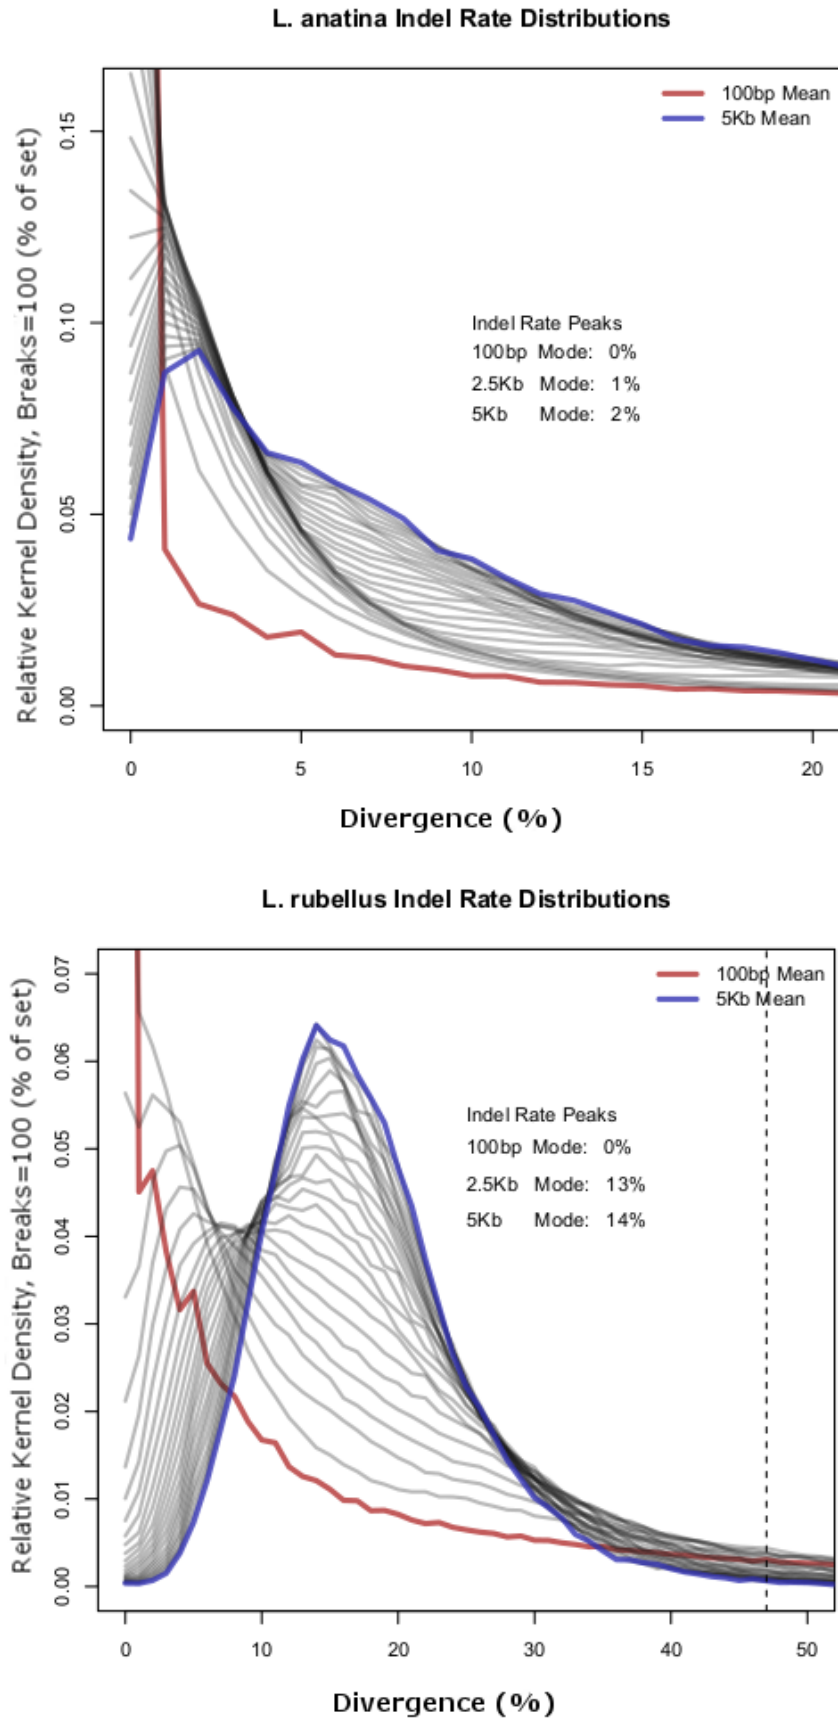 L. anatina Indel Rate Distributions
100bp Mean
5Kb Mean
Relative Kernel Density, Breaks=100 (% of set)
0.15
0.10
0.05
0.00
Indel Rate Peaks
100bp Mode: 0%
2.5Kb Mode: 1%
5Kb Mode: 2%
0 5 10 15 20
Divergence (%)
L. rubellus Indel Rate Distributions
100bp Mean
5Kb Mean
Relative Kernel Density, Breaks=100 (% of set)
0.07
0.06
0.05
0.04
0.03
0.02
0.01
0.00
Indel Rate Peaks
100bp Mode: 0%
2.5Kb Mode: 13%
5Kb Mode: 14%
0 10 20 30 40 50
Divergence (%)